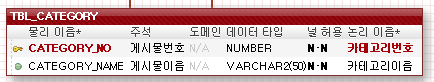 TBL_CATEGORY
물리 이름* 주석 도메인 데이터 타입 널 허용 논리 이름*
CATEGORY_NO 게시물번호 N/A NUMBER N·N 카테고리번호
CATEGORY_NAME 게시물이름 N/A VARCHAR2(50) N·N 카테고리이름